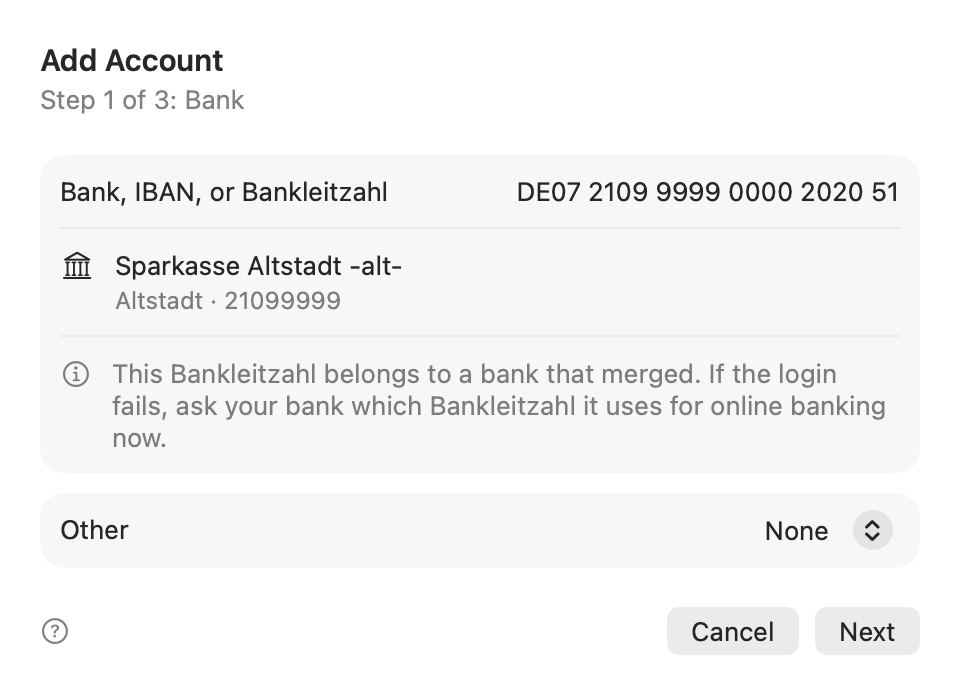 Add Account
Step 1 of 3: Bank
Bank, IBAN, or Bankleitzahl DE07 2109 9999 0000 2020 51
Sparkasse Altstadt -alt-
Altstadt · 21099999
This Bankleitzahl belongs to a bank that merged. If the login
fails, ask your bank which Bankleitzahl it uses for online banking
now.
Other None
? Cancel Next